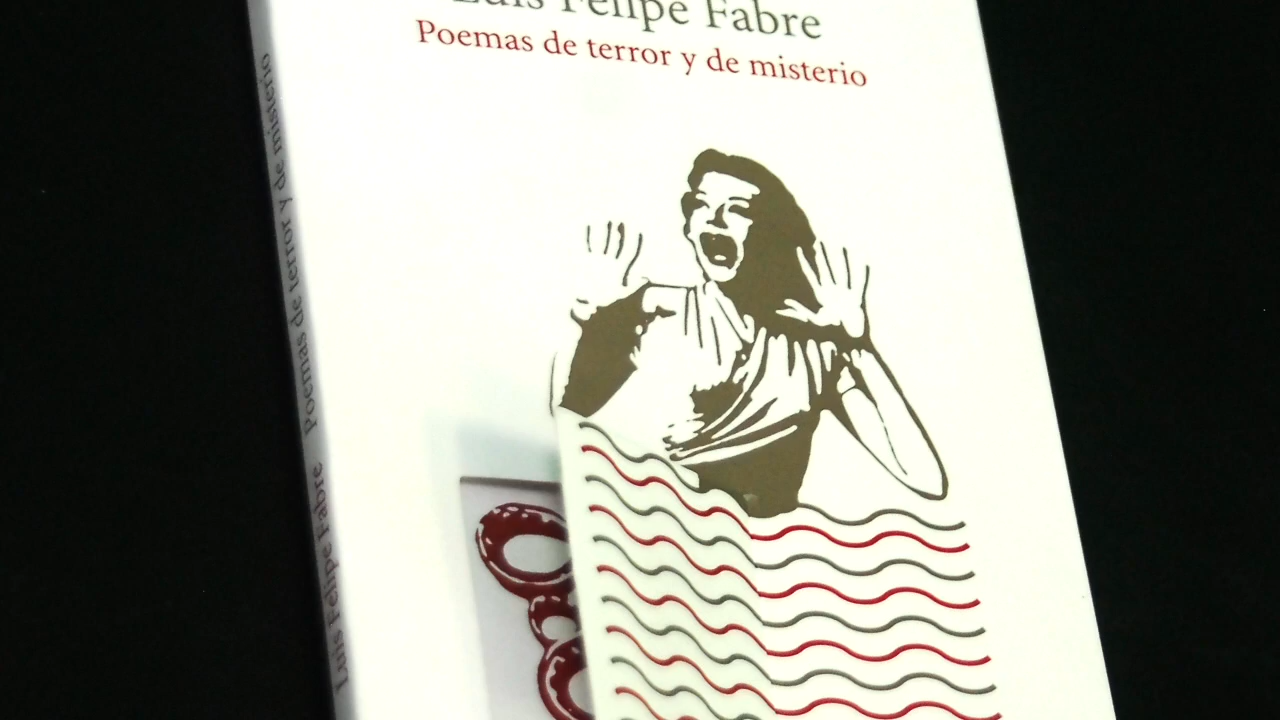 Luis Felipe Fabre
Poemas de terror y de misterio
Luis Felipe Fabre Poemas de terror y de misterio